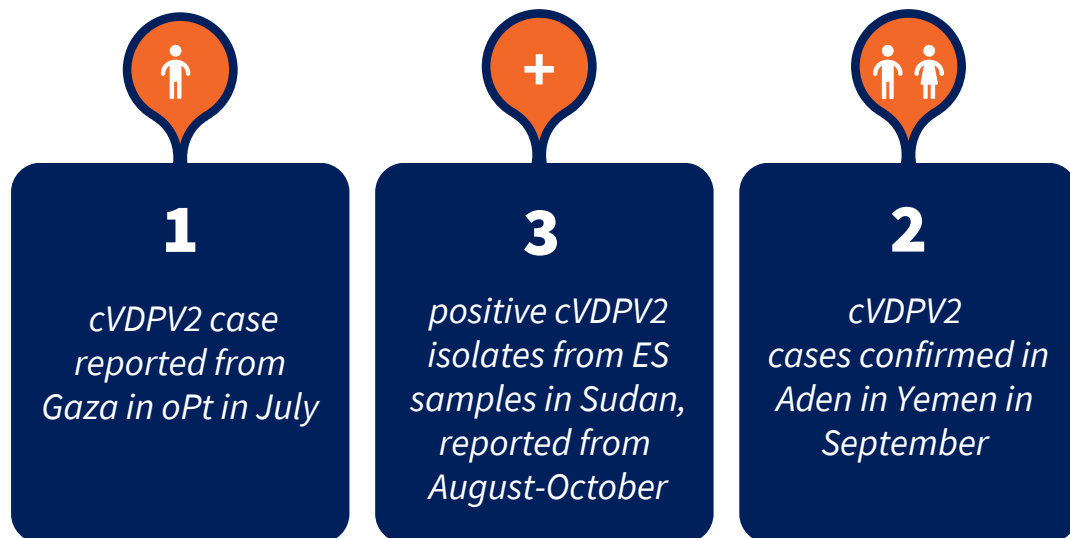 1
cVDPV2 case
reported from
Gaza in oPt in July
3
positive cVDPV2
isolates from ES
samples in Sudan,
reported from
August-October
2
cVDPV2
cases confirmed in
Aden in Yemen in
September